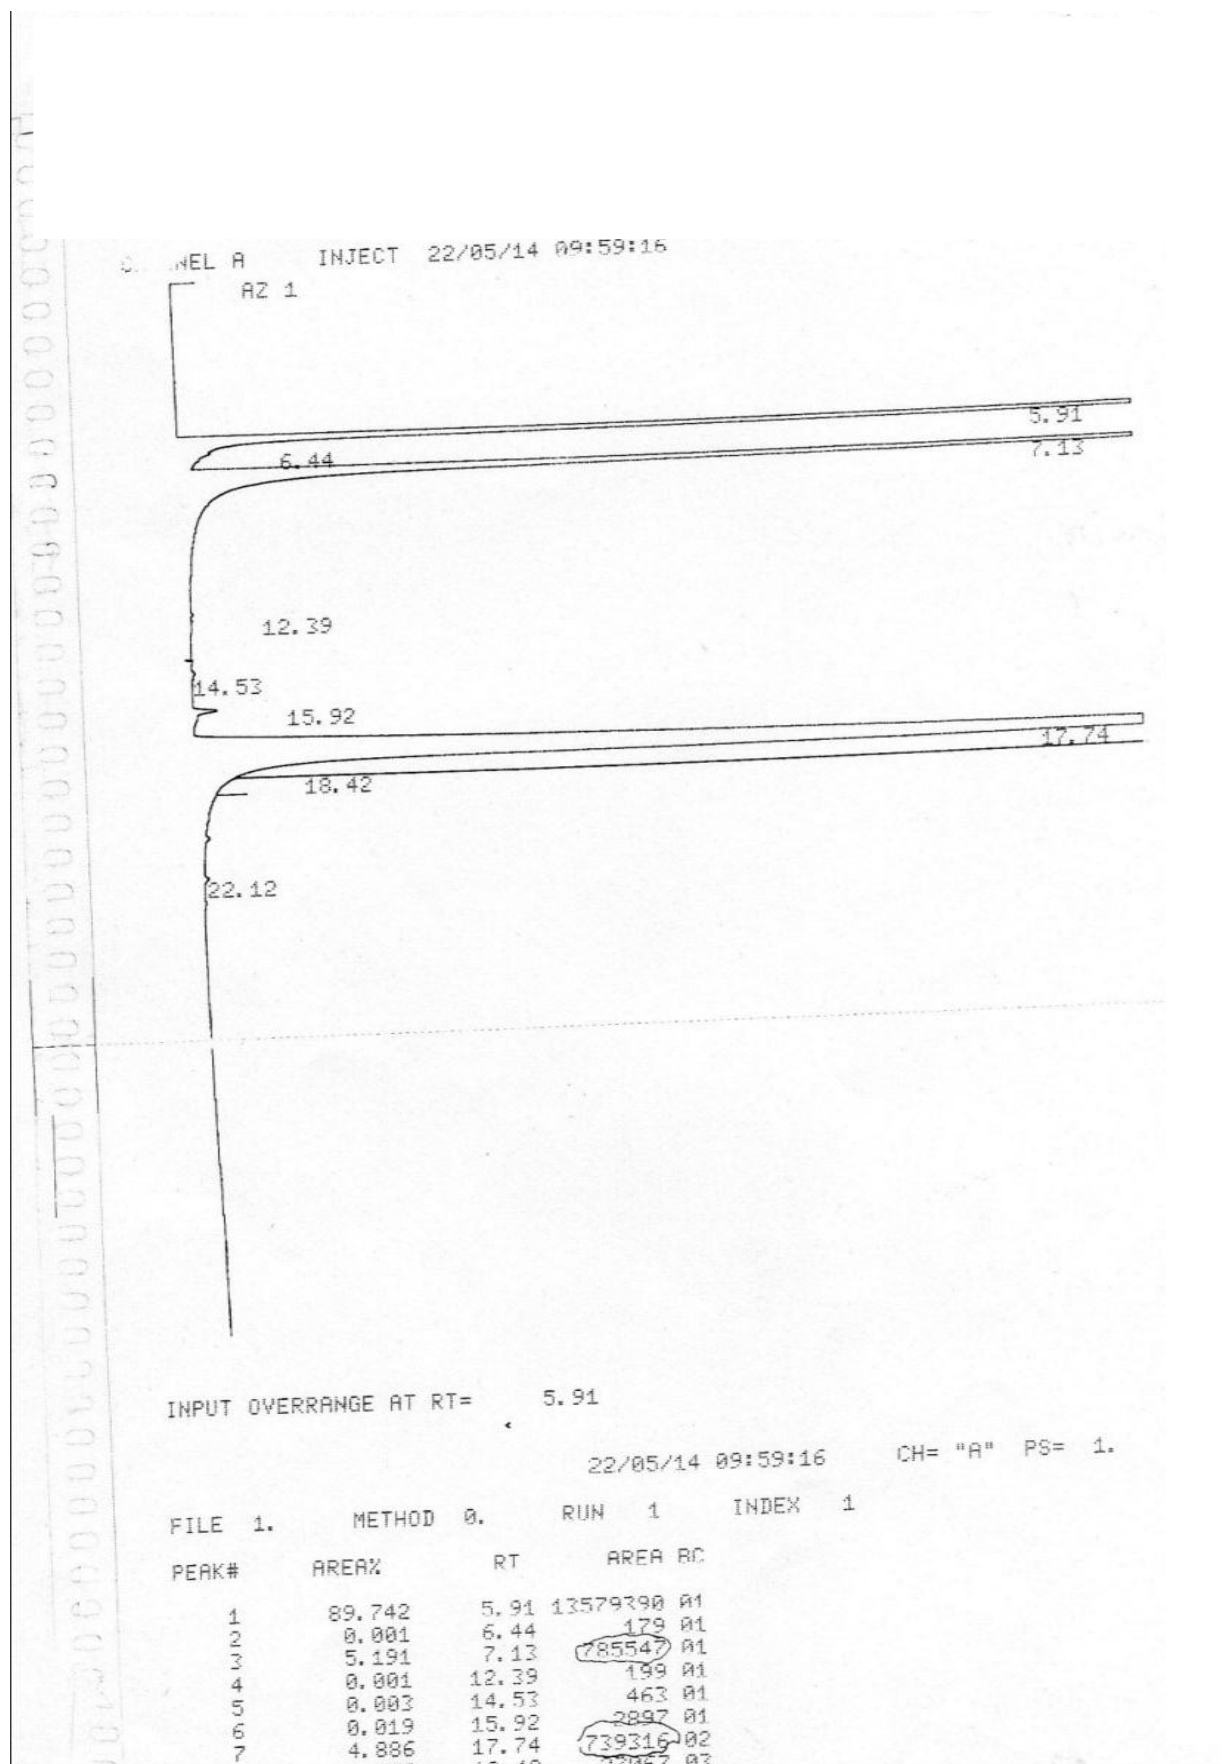 NEL A INJECT 22/05/14 09:59:16
AZ 1
5.91
7.13
6.44
12.39
14.53
15.92
17.74
18.42
22.12
INPUT OVERRANGE AT RT= 5.91
22/05/14 09:59:16 CH= "A" PS= 1.
FILE 1. METHOD 0. RUN 1 INDEX 1
PEAK# AREA% RT AREA BC
1 89.742 5.91 13579390 01
2 0.001 6.44 179 01
3 5.191 7.13 785547 01
4 0.001 12.39 199 01
5 0.003 14.53 463 01
6 0.019 15.92 2897 01
7 4.886 17.74 739316 02
03